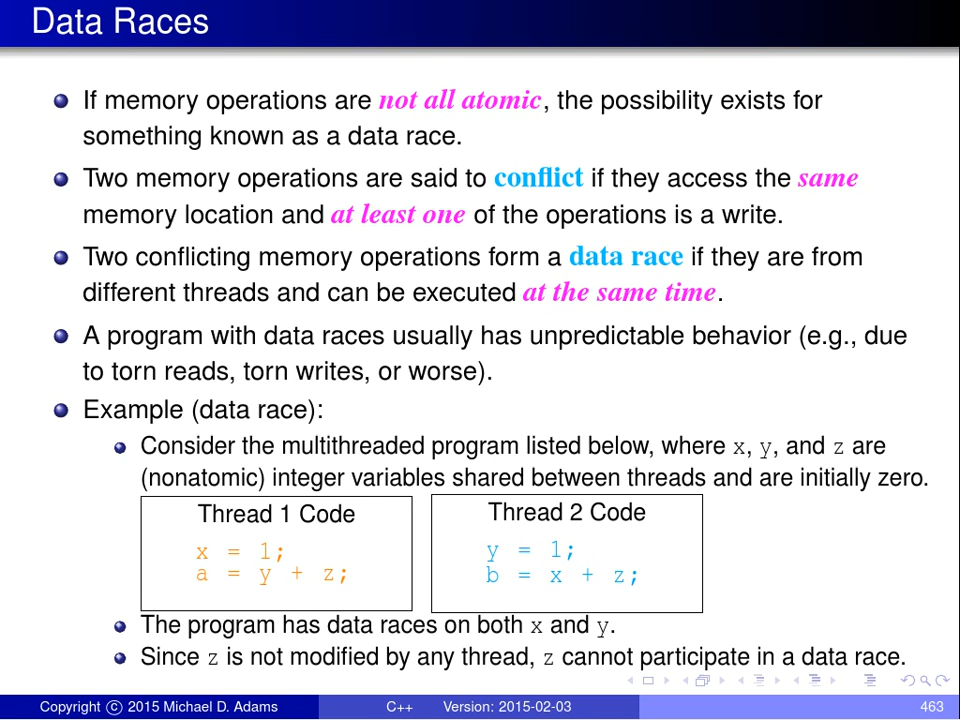 Data Races
If memory operations are not all atomic, the possibility exists for
something known as a data race.
Two memory operations are said to conflict if they access the same
memory location and at least one of the operations is a write.
Two conflicting memory operations form a data race if they are from
different threads and can be executed at the same time.
A program with data races usually has unpredictable behavior (e.g., due
to torn reads, torn writes, or worse).
Example (data race):
Consider the multithreaded program listed below, where x, y, and z are
(nonatomic) integer variables shared between threads and are initially zero.
Thread 1 Code
x = 1;
a = y + z;
Thread 2 Code
y = 1;
b = x + z;
The program has data races on both x and y.
Since z is not modified by any thread, z cannot participate in a data race.
Copyright © 2015 Michael D. Adams C++ Version: 2015-02-03 463